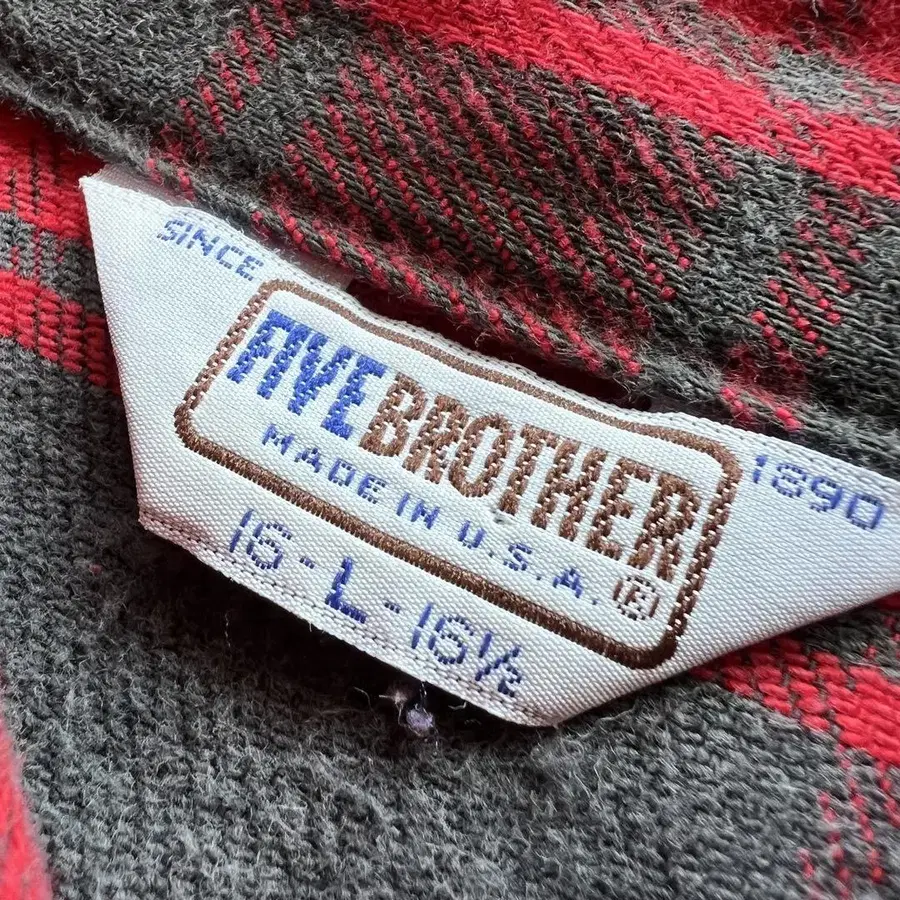 SINCE 1890
FIVE BROTHER
MADE IN U.S.A. ®
16-L-16½